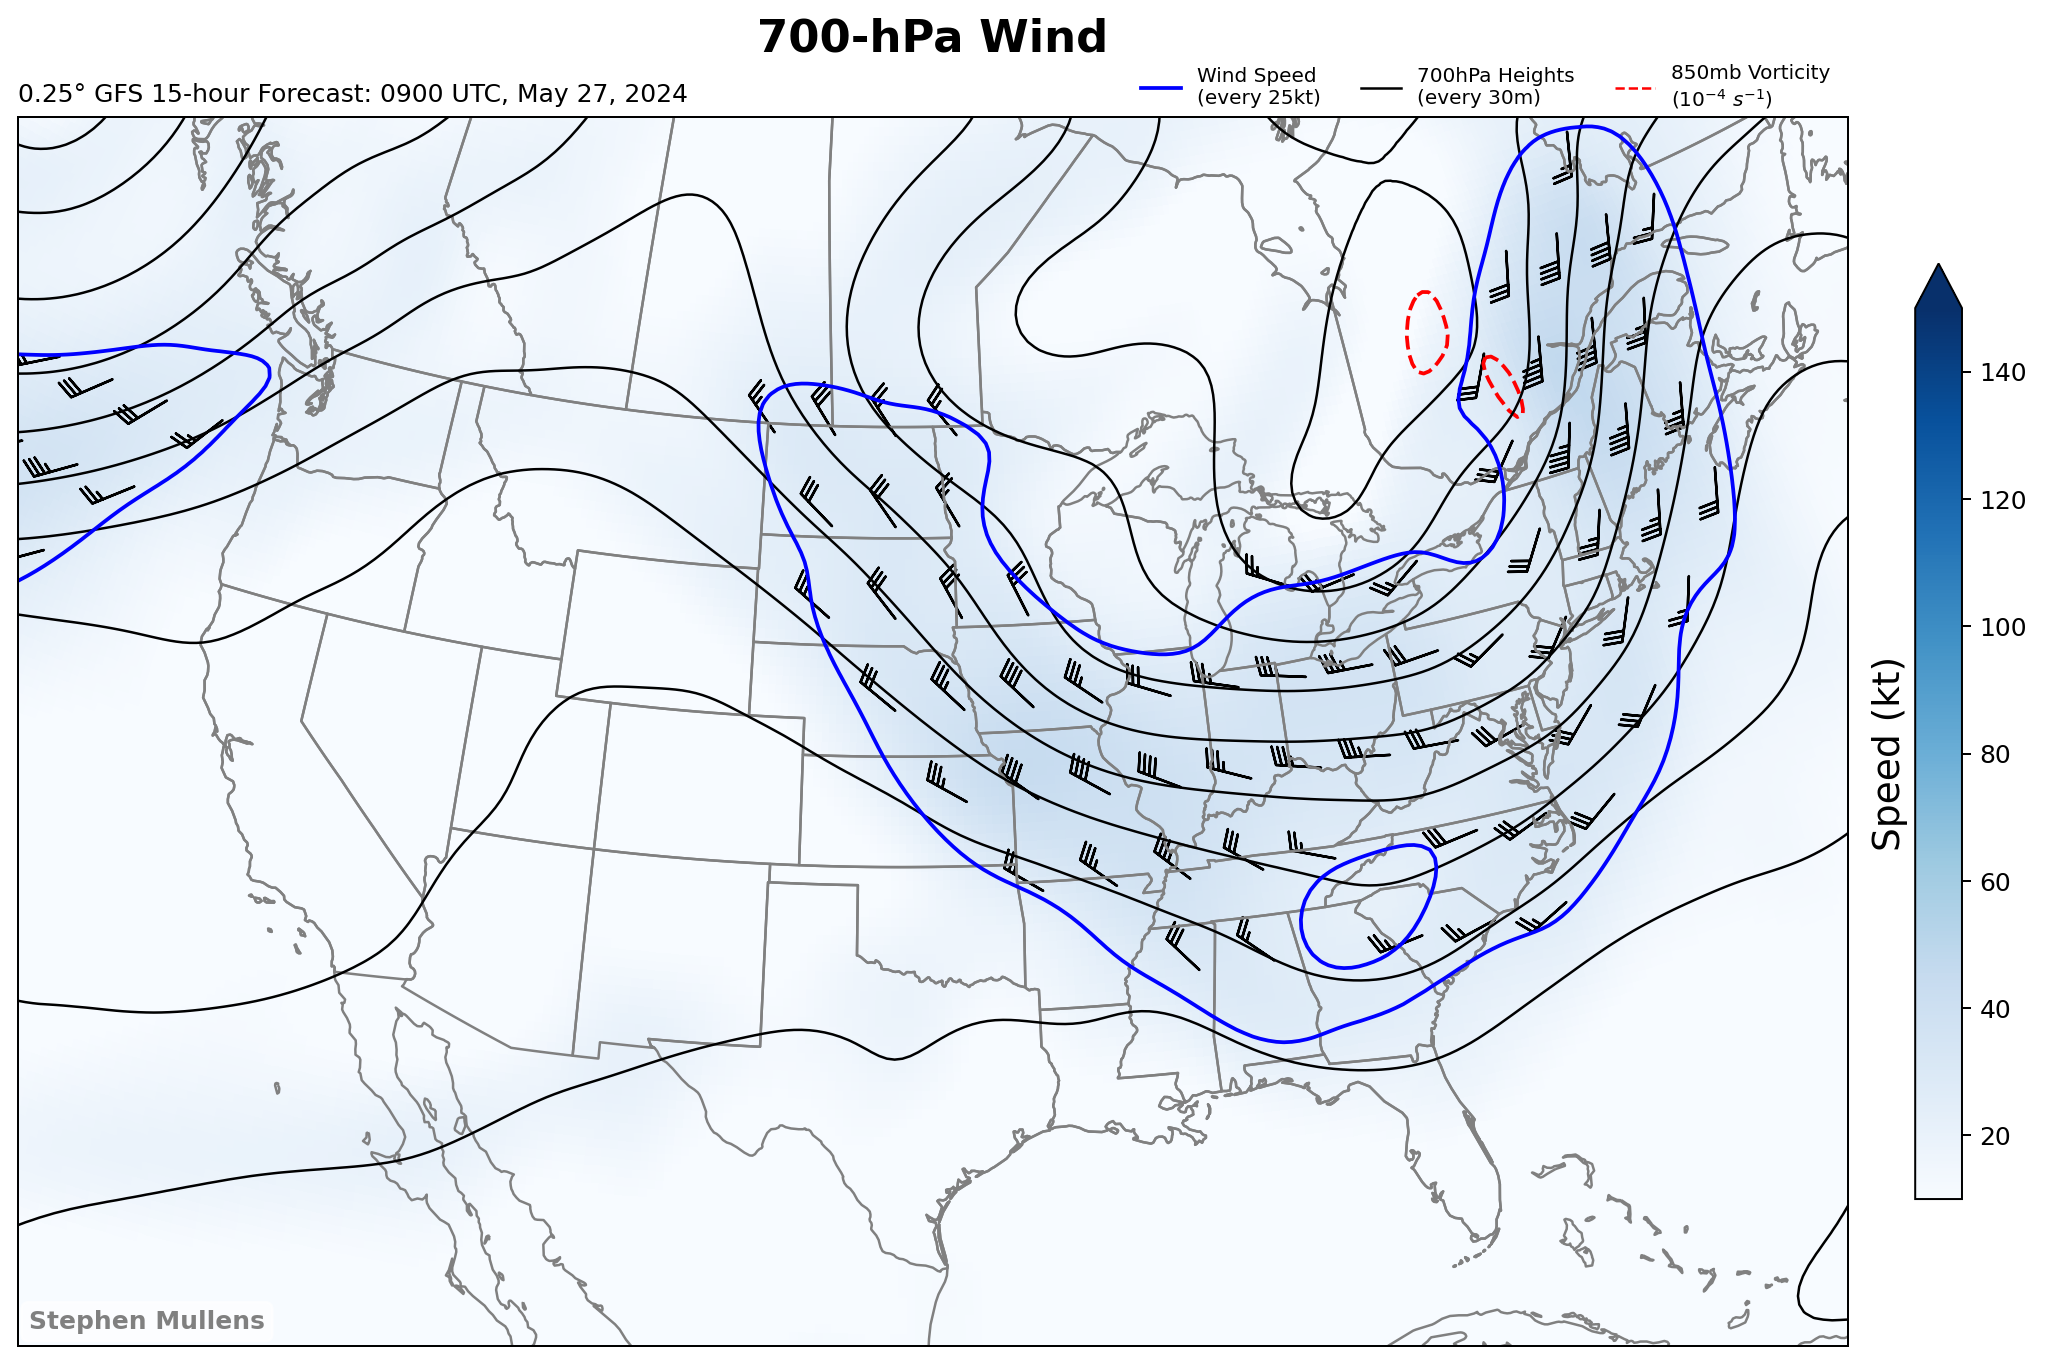 700-hPa Wind
0.25° GFS 15-hour Forecast: 0900 UTC, May 27, 2024
Wind Speed
(every 25kt)
700hPa Heights
(every 30m)
850mb Vorticity
(10⁻⁴ s⁻¹)
140
120
100
80
60
40
20
Speed (kt)
Stephen Mullens